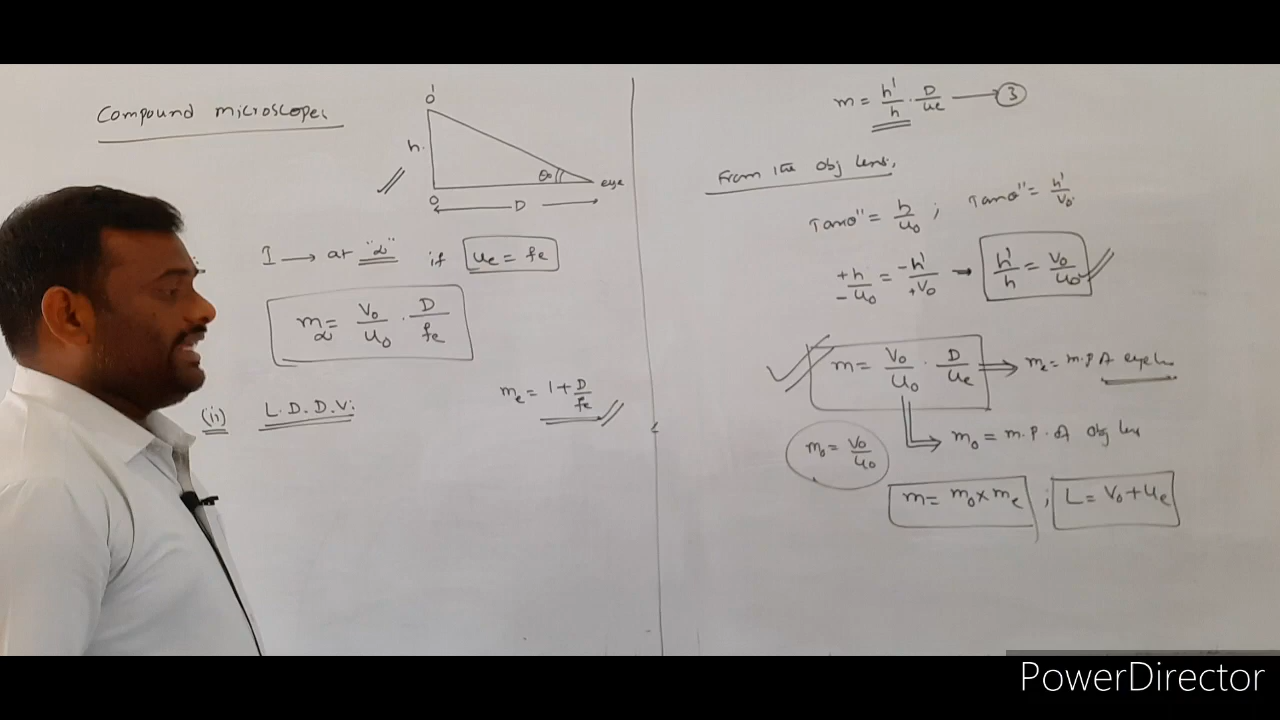 Compound microscope:
O'
h.
θ₀
eye
O
D
I → at "∝" if uₑ = fₑ
m∝ = V₀/u₀ · D/fₑ
(ii) L.D.D.V:
mₑ = 1 + D/fₑ
m = h'/h · D/uₑ → 3
From the obj lens.
Tanθ" = h/u₀ ; Tanθ" = h'/V₀.
+h/-u₀ = -h'/+V₀ → h'/h = V₀/u₀
m = V₀/u₀ · D/uₑ ⇒ mₑ = m.P of eye
m₀ = V₀/u₀
m₀ = m.P. of obj lens
m = m₀ × mₑ ; L = V₀ + uₑ
PowerDirector